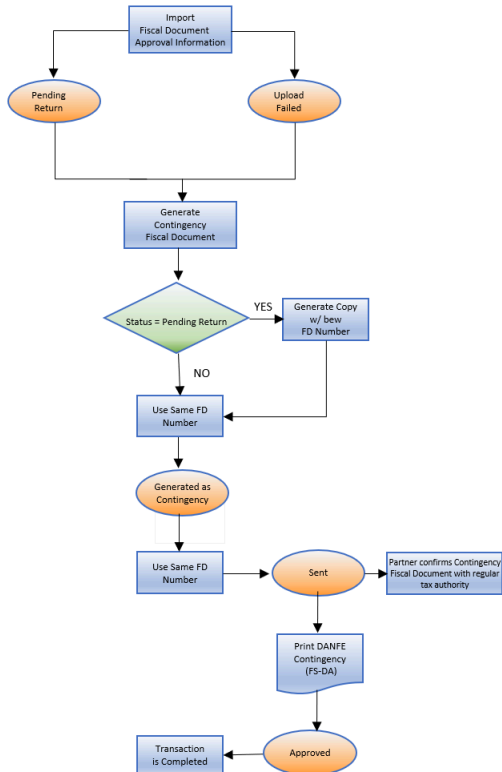 Import
Fiscal Document
Approval Information
Pending
Return
Upload
Failed
Generate
Contingency
Fiscal Document
Status = Pending Return
YES
Generate Copy
w/ bew
FD Number
NO
Use Same FD
Number
Generated as
Contingency
Use Same FD
Number
Sent
Partner confirms Contingency
Fiscal Document with regular
tax authority
Print DANFE
Contingency
(FS-DA)
Transaction
is Completed
Approved